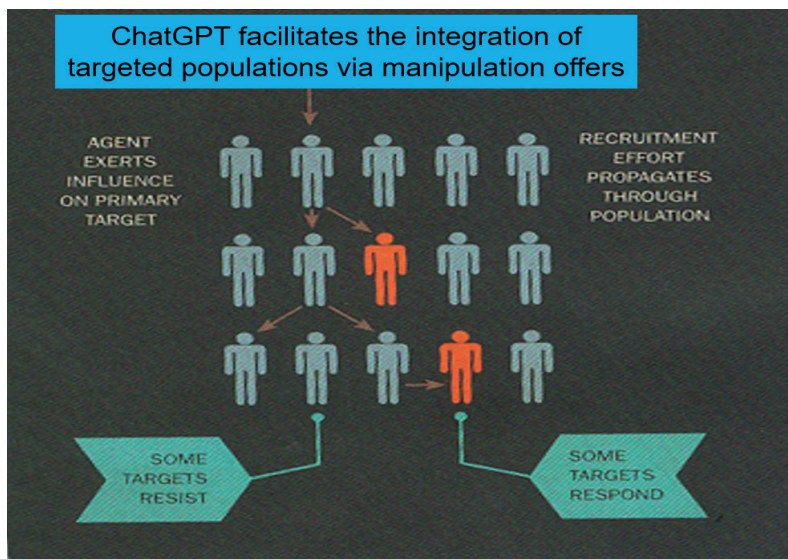 ChatGPT facilitates the integration of
targeted populations via manipulation offers
AGENT
EXERTS
INFLUENCE
ON PRIMARY
TARGET
RECRUITMENT
EFFORT
PROPAGATES
THROUGH
POPULATION
SOME
TARGETS
RESIST
SOME
TARGETS
RESPOND